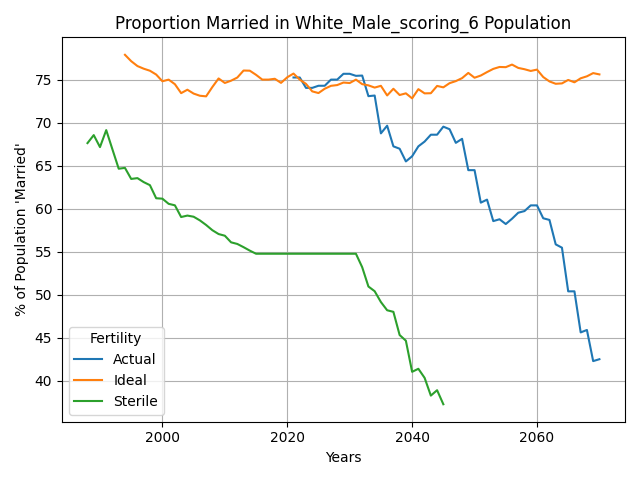 Proportion Married in White_Male_scoring_6 Population
% of Population 'Married'
75
70
65
60
55
50
45
40
Fertility
Actual
Ideal
Sterile
2000 2020 2040 2060
Years